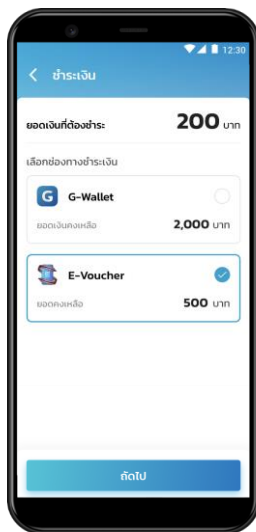 12:30
ชำระเงิน
ยอดเงินที่ต้องชำระ 200 บาท
เลือกช่องทางชำระเงิน
G G-Wallet
ยอดเงินคงเหลือ 2,000 บาท
E-Voucher
ยอดคงเหลือ 500 บาท
ถัดไป